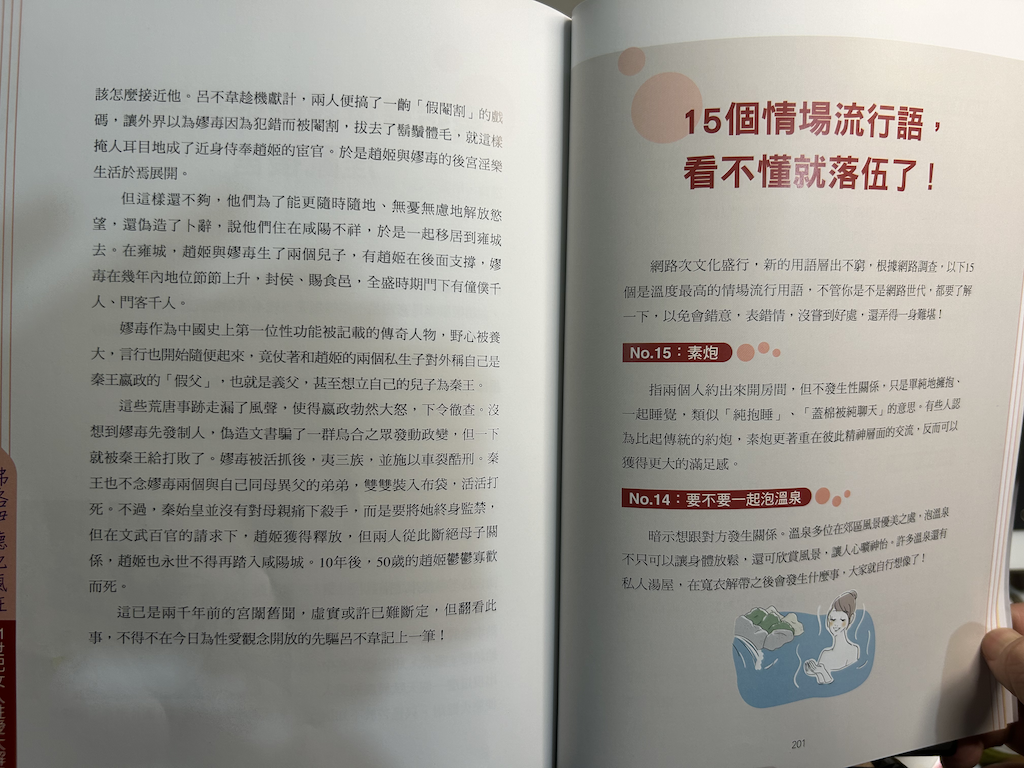 該怎麼接近他。呂不韋趁機獻計，兩人便搞了一齣「假閹割」的戲
碼，讓外界以為嫪毐因為犯錯而被閹割，拔去了鬍鬚體毛，就這樣
掩人耳目地成了近身侍奉趙姬的宦官。於是趙姬與嫪毐的後宮淫樂
生活於焉展開。
但這樣還不夠，他們為了能更隨時隨地、無憂無慮地解放慾
望，還偽造了卜辭，說他們住在咸陽不祥，於是一起移居到雍城
去。在雍城，趙姬與嫪毐生了兩個兒子，有趙姬在後面支撐，嫪
毐在幾年內地位節節上升，封侯、賜食邑，全盛時期門下有僮僕千
人、門客千人。
嫪毐作為中國史上第一位性功能被記載的傳奇人物，野心被養
大，言行也開始隨便起來，竟仗著和趙姬的兩個私生子對外稱自己是
秦王嬴政的「假父」，也就是義父，甚至想立自己的兒子為秦王。
這些荒唐事跡走漏了風聲，使得嬴政勃然大怒，下令徹查。沒
想到嫪毐先發制人，偽造文書騙了一群烏合之眾發動政變，但一下
就被秦王給打敗了。嫪毐被活抓後，夷三族，並施以車裂酷刑。秦
王也不念嫪毐兩個與自己同母異父的弟弟，雙雙裝入布袋，活活打
死。不過，秦始皇並沒有對母親痛下殺手，而是要將她終身監禁，
但在文武百官的請求下，趙姬獲得釋放，但兩人從此斷絕母子關
係，趙姬也永世不得再踏入咸陽城。10年後，50歲的趙姬鬱鬱寡歡
而死。
這已是兩千年前的宮闈舊聞，虛實或許已難斷定，但翻看此
事，不得不在今日為性愛觀念開放的先驅呂不韋記上一筆！
15個情場流行語，
看不懂就落伍了！
網路次文化盛行，新的用語層出不窮，根據網路調查，以下15
個是溫度最高的情場流行用語，不管你是不是網路世代，都要了解
一下，以免會錯意，表錯情，沒嘗到好處，還弄得一身難堪！
No.15：素炮
指兩個人約出來開房間，但不發生性關係，只是單純地擁抱、
一起睡覺，類似「純抱睡」、「蓋棉被純聊天」的意思。有些人認
為比起傳統的約炮，素炮更著重在彼此精神層面的交流，反而可以
獲得更大的滿足感。
No.14：要不要一起泡溫泉
暗示想跟對方發生關係。溫泉多位在郊區風景優美之處，泡溫泉
不只可以讓身體放鬆，還可欣賞風景，讓人心曠神怡。許多溫泉還有
私人湯屋，在寬衣解帶之後會發生什麼事，大家就自行想像了！
201